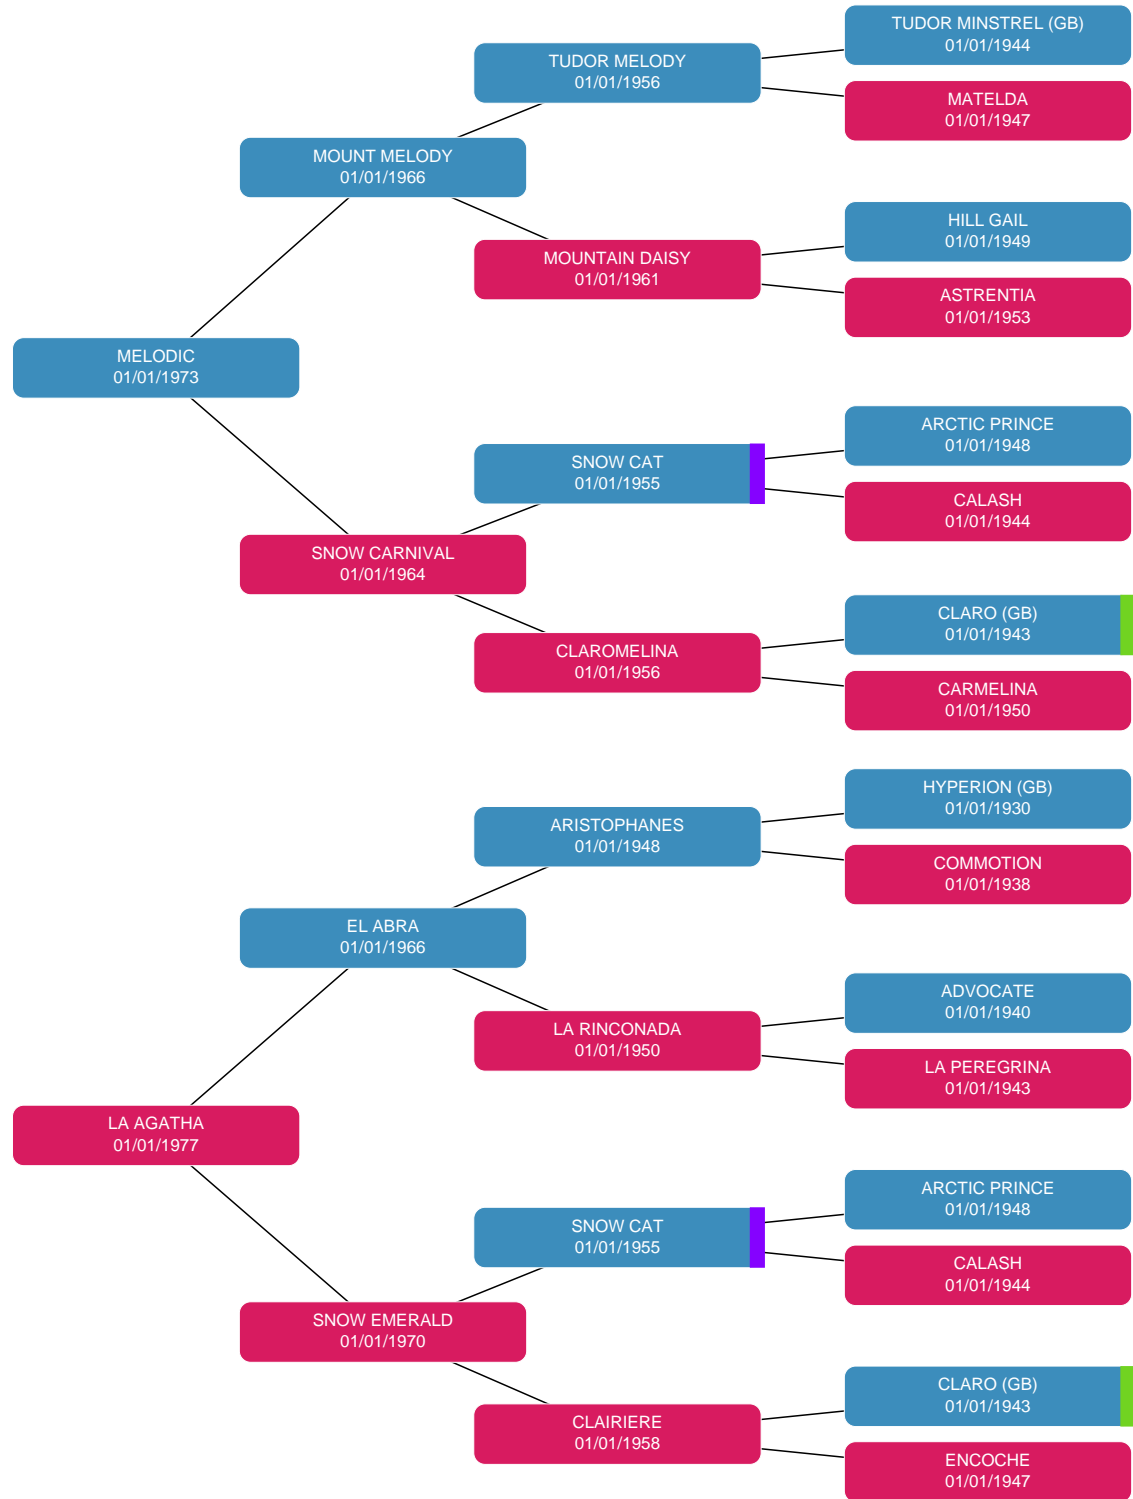 TUDOR MINSTREL (GB)
01/01/1944
TUDOR MELODY
01/01/1956
MATELDA
01/01/1947
MOUNT MELODY
01/01/1966
HILL GAIL
01/01/1949
MOUNTAIN DAISY
01/01/1961
ASTRENTIA
01/01/1953
MELODIC
01/01/1973
ARCTIC PRINCE
01/01/1948
SNOW CAT
01/01/1955
CALASH
01/01/1944
SNOW CARNIVAL
01/01/1964
CLARO (GB)
01/01/1943
CLAROMELINA
01/01/1956
CARMELINA
01/01/1950
HYPERION (GB)
01/01/1930
ARISTOPHANES
01/01/1948
COMMOTION
01/01/1938
EL ABRA
01/01/1966
ADVOCATE
01/01/1940
LA RINCONADA
01/01/1950
LA PEREGRINA
01/01/1943
LA AGATHA
01/01/1977
ARCTIC PRINCE
01/01/1948
SNOW CAT
01/01/1955
CALASH
01/01/1944
SNOW EMERALD
01/01/1970
CLARO (GB)
01/01/1943
CLAIRIERE
01/01/1958
ENCOCHE
01/01/1947